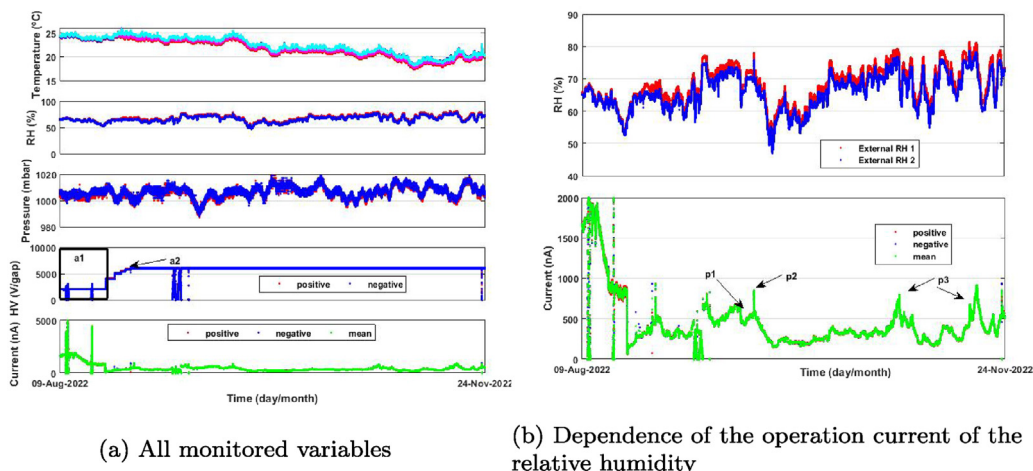 Temperature (°C)
25
20
15
RH (%)
100
50
0
Pressure (mbar)
1020
1000
980
HV (V/gap)
10000
5000
0
a1
a2
positive
negative
Current (nA)
5000
0
positive
negative
mean
09-Aug-2022
24-Nov-2022
Time (day/month)
(a) All monitored variables
RH (%)
90
80
70
60
50
40
External RH 1
External RH 2
Current (nA)
2000
1500
1000
500
0
positive
negative
mean
p1
p2
p3
09-Aug-2022
24-Nov-2022
Time (day/month)
(b) Dependence of the operation current of the
relative humidity